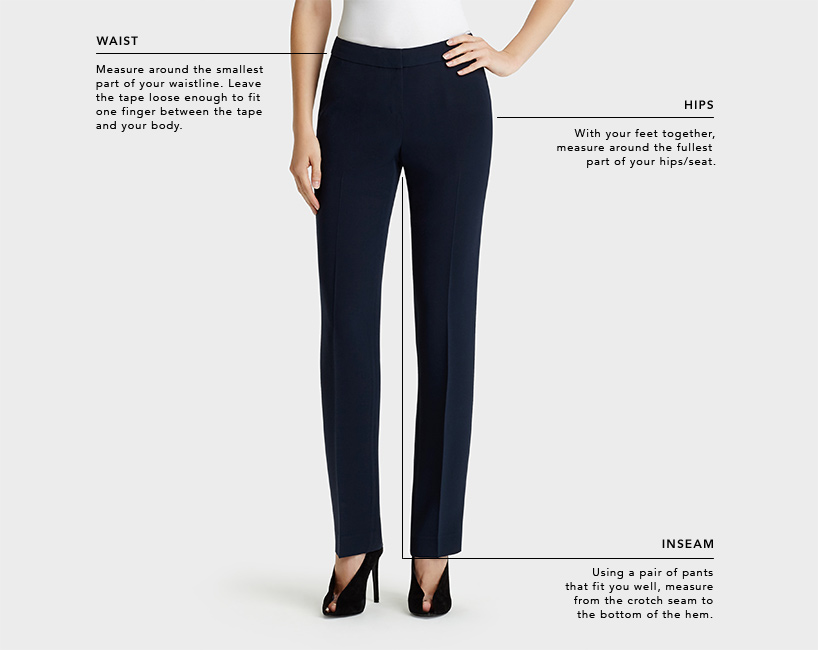 WAIST
Measure around the smallest
part of your waistline. Leave
the tape loose enough to fit
one finger between the tape
and your body.
HIPS
With your feet together,
measure around the fullest
part of your hips/seat.
INSEAM
Using a pair of pants
that fit you well, measure
from the crotch seam to
the bottom of the hem.